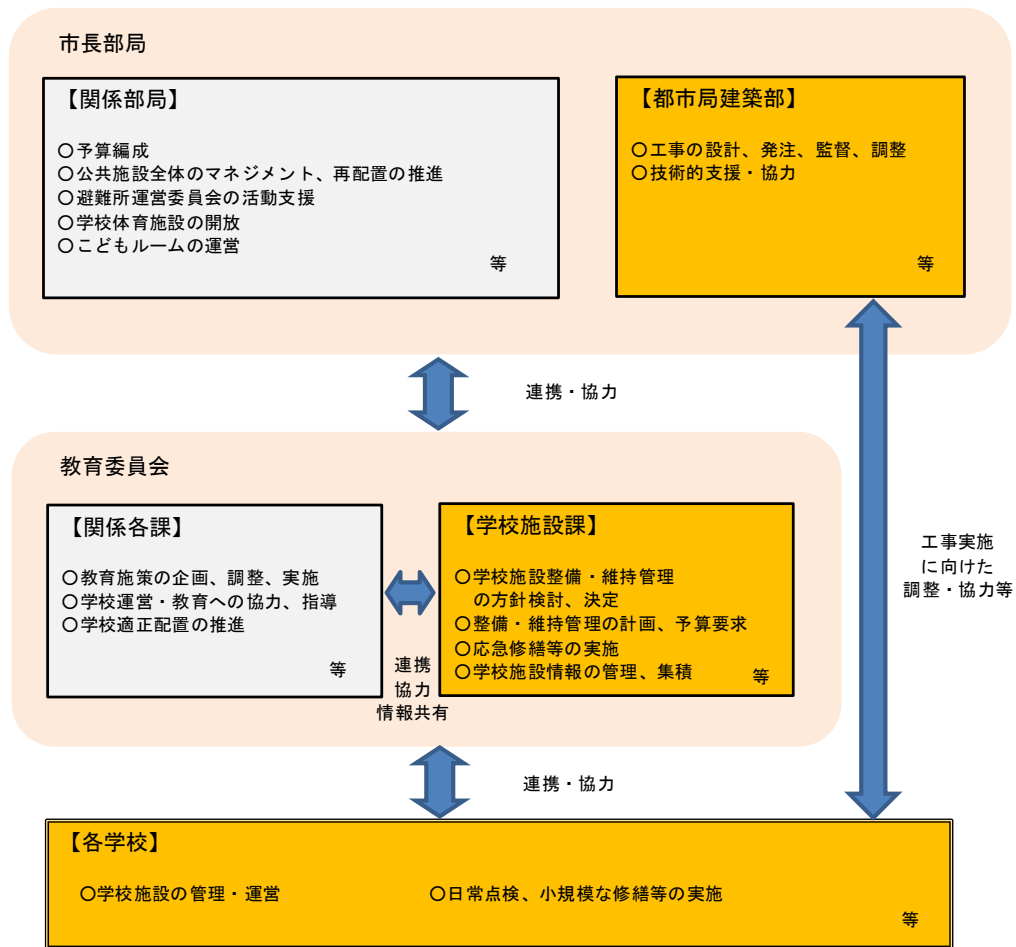 市長部局
【関係部局】
○予算編成
○公共施設全体のマネジメント、再配置の推進
○避難所運営委員会の活動支援
○学校体育施設の開放
○こどもルームの運営
等
【都市局建築部】
○工事の設計、発注、監督、調整
○技術的支援・協力
等
連携・協力
教育委員会
【関係各課】
○教育施策の企画、調整、実施
○学校運営・教育への協力、指導
○学校適正配置の推進
等
連携
協力
情報共有
【学校施設課】
○学校施設整備・維持管理
の方針検討、決定
○整備・維持管理の計画、予算要求
○応急修繕等の実施
○学校施設情報の管理、集積
等
工事実施
に向けた
調整・協力等
連携・協力
【各学校】
○学校施設の管理・運営
○日常点検、小規模な修繕等の実施
等